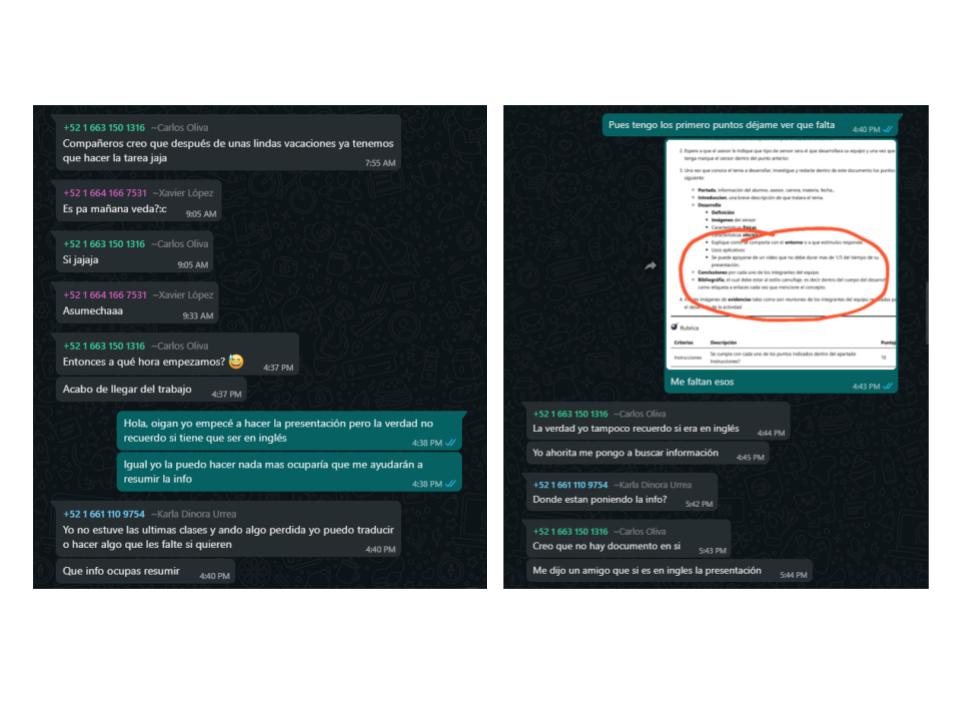 +52 1 663 150 1316 ~Carlos Oliva
Compañeros creo que después de unas lindas vacaciones ya tenemos
que hacer la tarea jaja
7:55 AM
+52 1 664 166 7531 ~Xavier López
Es pa mañana veda?:c
9:05 AM
+52 1 663 150 1316 ~Carlos Oliva
Si jajaja
9:05 AM
+52 1 664 166 7531 ~Xavier López
Asumechaaa
9:33 AM
+52 1 663 150 1316 ~Carlos Oliva
Entonces a qué hora empezamos? 😅
4:37 PM
Acabo de llegar del trabajo
4:37 PM
Hola, oigan yo empecé a hacer la presentación pero la verdad no
recuerdo si tiene que ser en inglés
4:38 PM
Igual yo la puedo hacer nada mas ocuparía que me ayudarán a
resumir la info
4:38 PM
+52 1 661 110 9754 ~Karla Dinora Urrea
Yo no estuve las ultimas clases y ando algo perdida yo puedo traducir
o hacer algo que les falte si quieren
4:40 PM
Que info ocupas resumir
4:40 PM
Pues tengo los primero puntos déjame ver que falta
4:40 PM
2. Espere a que el asesor le indique que tipo de sensor sera el que desarrollara su equipo y una vez que
tenga marque el sensor dentro del punto anterior.
3. Una vez que conoce el tema a desarrollar, investigue y redacte dentro de este documento los puntos
siguiente:
Portada, información del alumno, asesor, carrera, materia, fecha,.
Introduccion, una breve descripción de que tratara el tema.
Desarrollo
Definición
Imágenes del sensor
Características físicas
Características
Explique como se comporta con el entorno o a que estímulos responde
Usos aplicativos
Se puede apoyarse de un video que no debe durar mas de 1/3 del tiempo de su
presentación.
Conclusiones por cada uno de los integrantes del equipo.
Bibliografía, el cual debe estar al estilo camuflaje, es decir dentro del cuerpo del desarrollo
como etiqueta a enlaces cada vez que mencione el concepto.
4. imágenes de evidencias tales como son reuniones de los integrantes del equipo
el desarrollo de la actividad
Rubrica
Criterios Descripción
Instrucciones Se cumple con cada uno de los puntos indicados dentro del apartado
Instrucciones? 10
Me faltan esos
4:43 PM
+52 1 663 150 1316 ~Carlos Oliva
La verdad yo tampoco recuerdo si era en inglés
4:44 PM
Yo ahorita me pongo a buscar información
4:45 PM
+52 1 661 110 9754 ~Karla Dinora Urrea
Donde estan poniendo la info?
5:42 PM
+52 1 663 150 1316 ~Carlos Oliva
Creo que no hay documento en si
5:43 PM
Me dijo un amigo que si es en ingles la presentación
5:44 PM